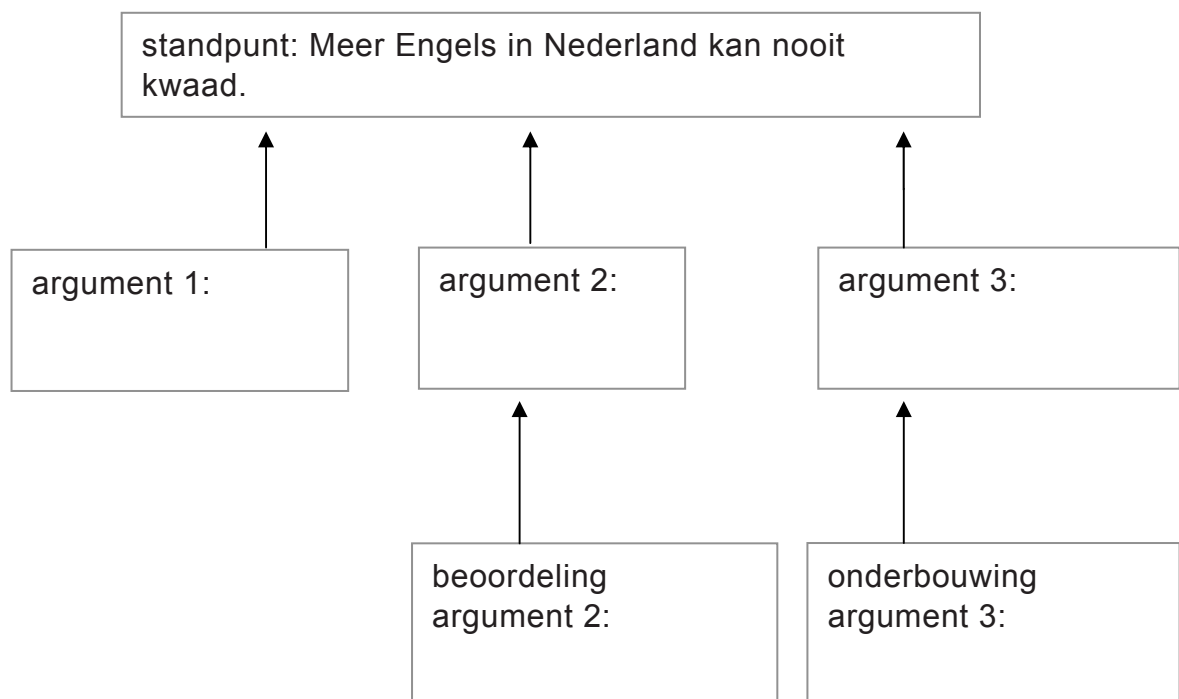 standpunt: Meer Engels in Nederland kan nooit
kwaad.
argument 1:
argument 2:
argument 3:
beoordeling
argument 2:
onderbouwing
argument 3: